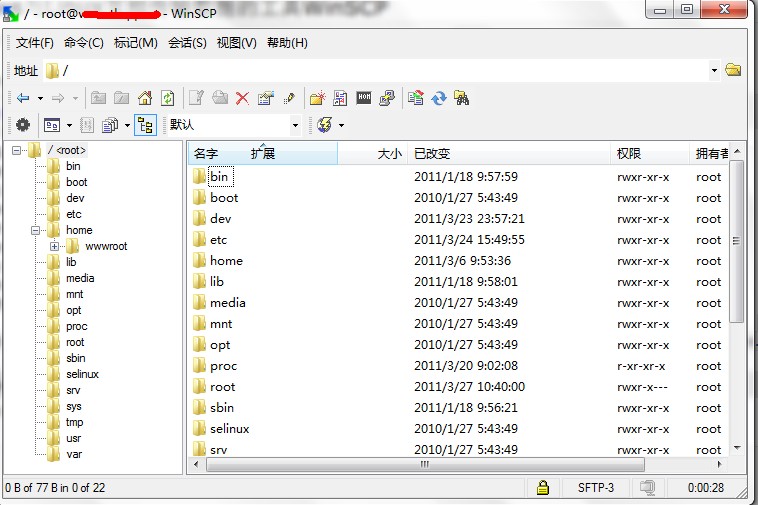 / - root@ - WinSCP
文件(F) 命令(C) 标记(M) 会话(S) 视图(V) 帮助(H)
地址 /
默认
/ <root>
bin
boot
dev
etc
home
wwwroot
lib
media
mnt
opt
proc
root
sbin
selinux
srv
sys
tmp
usr
var
名字 扩展 大小 已改变 权限 拥有者
bin 2011/1/18 9:57:59 rwxr-xr-x root
boot 2010/1/27 5:43:49 rwxr-xr-x root
dev 2011/3/23 23:57:21 rwxr-xr-x root
etc 2011/3/24 15:49:55 rwxr-xr-x root
home 2011/3/6 9:53:36 rwxr-xr-x root
lib 2011/1/18 9:58:01 rwxr-xr-x root
media 2010/1/27 5:43:49 rwxr-xr-x root
mnt 2010/1/27 5:43:49 rwxr-xr-x root
opt 2010/1/27 5:43:49 rwxr-xr-x root
proc 2011/3/20 9:02:08 r-xr-xr-x root
root 2011/3/27 10:40:00 rwxr-x--- root
sbin 2011/1/18 9:56:21 rwxr-xr-x root
selinux 2010/1/27 5:43:49 rwxr-xr-x root
srv 2010/1/27 5:43:49 rwxr-xr-x root
0 B of 77 B in 0 of 22 SFTP-3 0:00:28